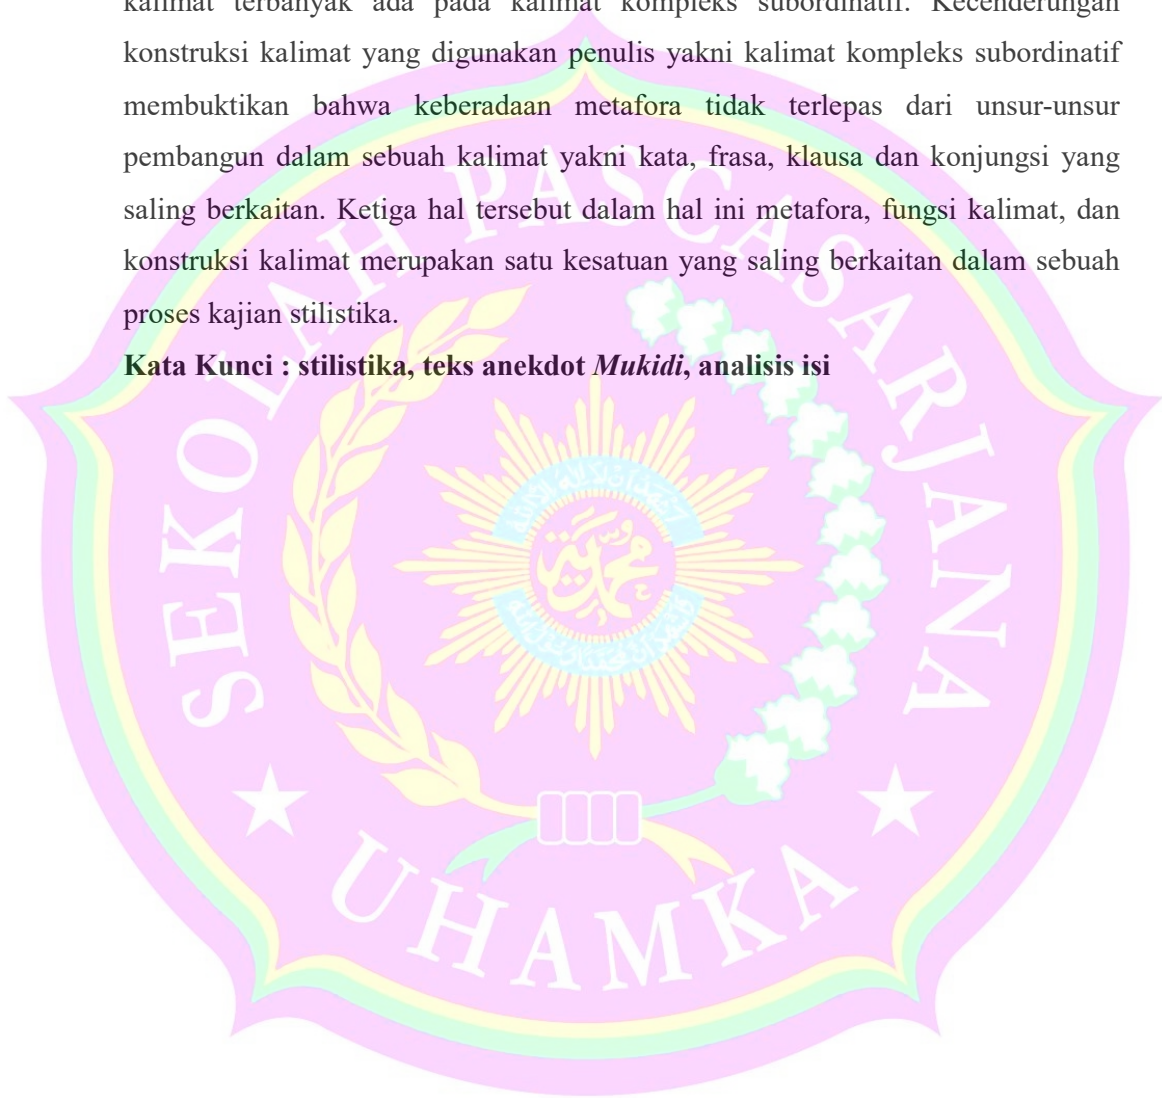 kalimat terbanyak ada pada kalimat kompleks subordinatif. Kecenderungan
konstruksi kalimat yang digunakan penulis yakni kalimat kompleks subordinatif
membuktikan bahwa keberadaan metafora tidak terlepas dari unsur-unsur
pembangun dalam sebuah kalimat yakni kata, frasa, klausa dan konjungsi yang
saling berkaitan. Ketiga hal tersebut dalam hal ini metafora, fungsi kalimat, dan
konstruksi kalimat merupakan satu kesatuan yang saling berkaitan dalam sebuah
proses kajian stilistika.
Kata Kunci : stilistika, teks anekdot Mukidi, analisis isi
SEKOLAH PASCASARJANA
UHAMKA